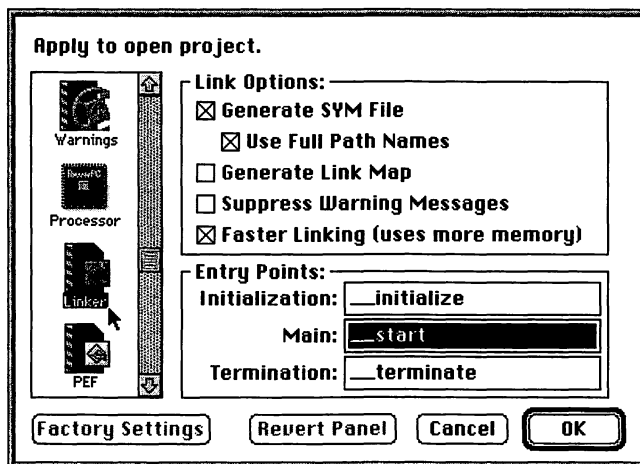 Apply to open project.
Warnings
PowerPC
Processor
Linker
PEF
Link Options:
Generate SYM File
Use Full Path Names
Generate Link Map
Suppress Warning Messages
Faster Linking (uses more memory)
Entry Points:
Initialization: __initialize
Main: __start
Termination: __terminate
Factory Settings Revert Panel Cancel OK